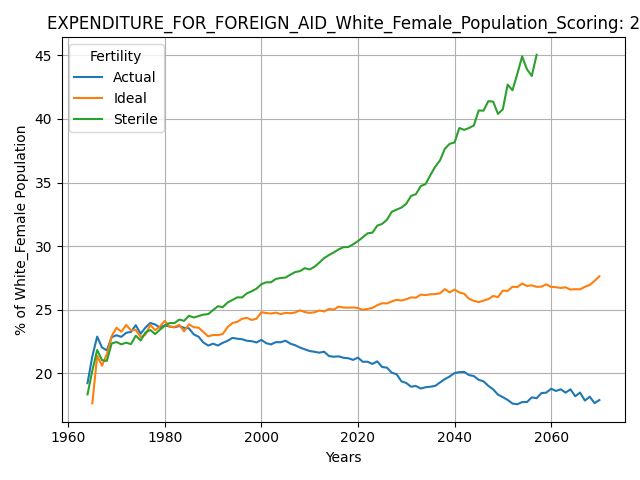 EXPENDITURE_FOR_FOREIGN_AID_White_Female_Population_Scoring: 2
Fertility
Actual
Ideal
Sterile
% of White_Female Population
45
40
35
30
25
20
1960
1980
2000
2020
2040
2060
Years